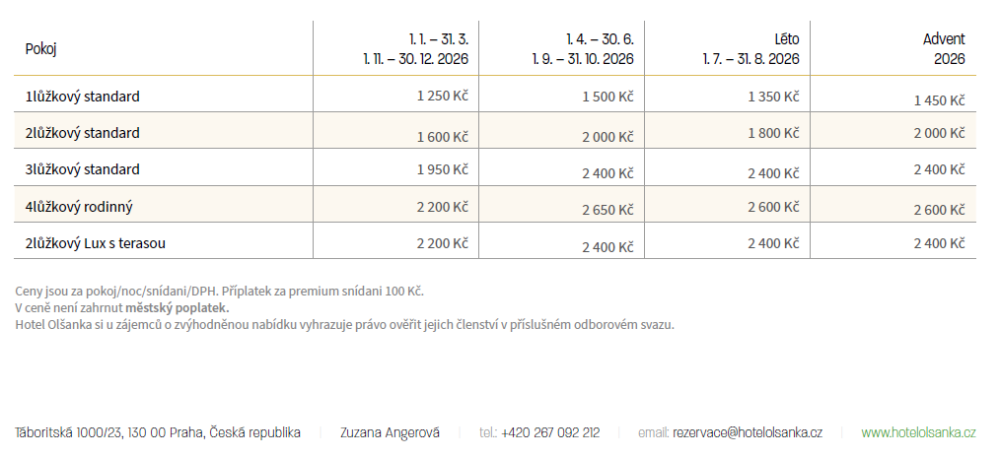 Pokoj 1. 1. – 31. 3. 1. 4. – 30. 6. Léto Advent
1. 11. – 30. 12. 2026 1. 9. – 31. 10. 2026 1. 7. – 31. 8. 2026 2026
1lůžkový standard 1 250 Kč 1 500 Kč 1 350 Kč 1 450 Kč
2lůžkový standard 1 600 Kč 2 000 Kč 1 800 Kč 2 000 Kč
3lůžkový standard 1 950 Kč 2 400 Kč 2 400 Kč 2 400 Kč
4lůžkový rodinný 2 200 Kč 2 650 Kč 2 600 Kč 2 600 Kč
2lůžkový Lux s terasou 2 200 Kč 2 400 Kč 2 400 Kč 2 400 Kč
Ceny jsou za pokoj/noc/snídani/DPH. Příplatek za premium snídani 100 Kč.
V ceně není zahrnut městský poplatek.
Hotel Olšanka si u zájemců o zvýhodněnou nabídku vyhrazuje právo ověřit jejich členství v příslušném odborovém svazu.
Táboritská 1000/23, 130 00 Praha, Česká republika | Zuzana Angerová | tel.: +420 267 092 212 | email: rezervace@hotelolsanka.cz | www.hotelolsanka.cz